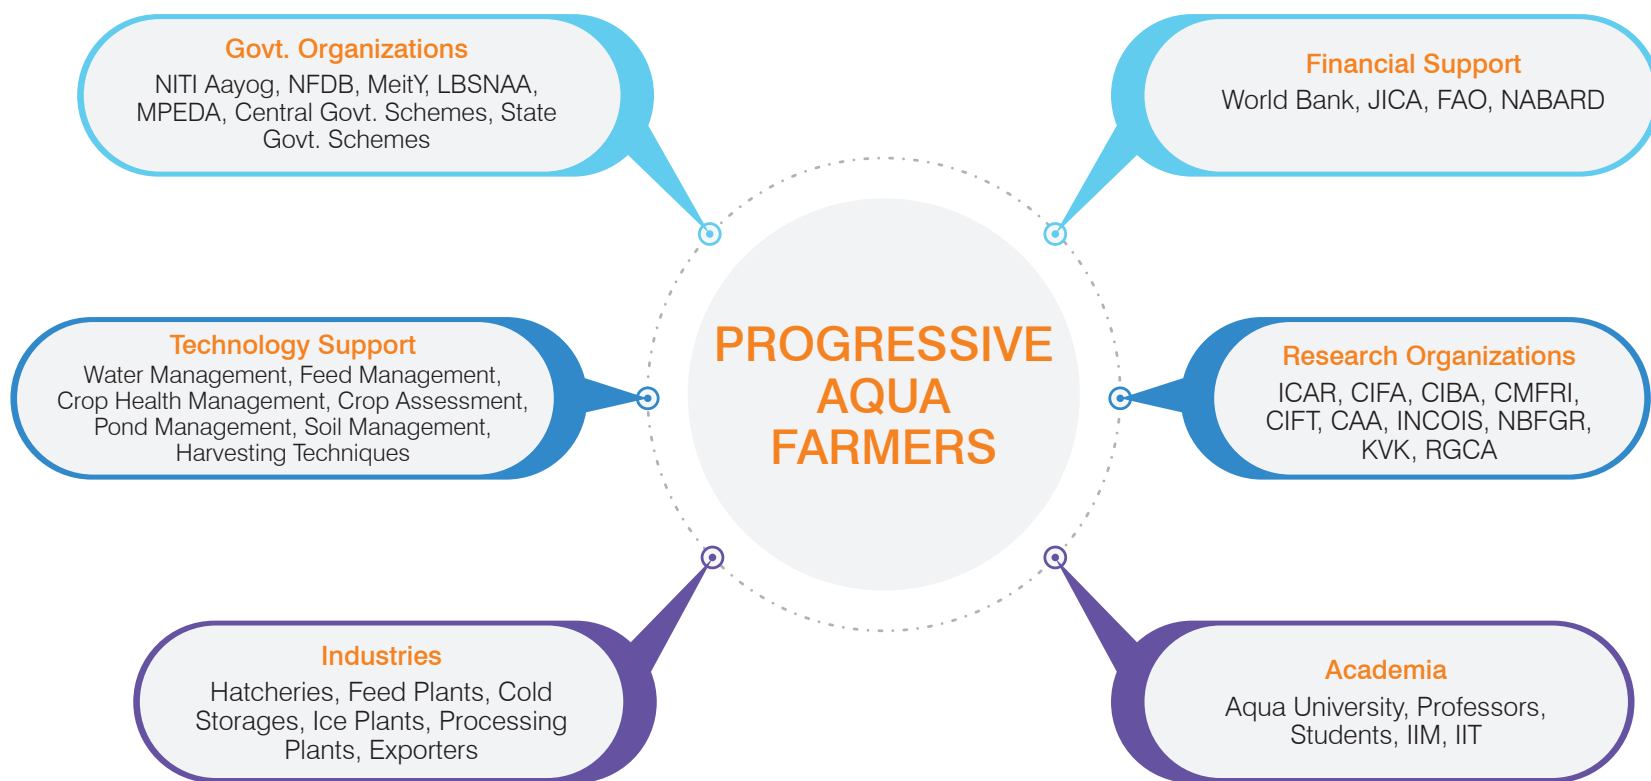 Govt. Organizations
NITI Aayog, NFDB, MeitY, LBSNAA,
MPEDA, Central Govt. Schemes, State
Govt. Schemes
Financial Support
World Bank, JICA, FAO, NABARD
Technology Support
Water Management, Feed Management,
Crop Health Management, Crop Assessment,
Pond Management, Soil Management,
Harvesting Techniques
PROGRESSIVE
AQUA
FARMERS
Research Organizations
ICAR, CIFA, CIBA, CMFRI,
CIFT, CAA, INCOIS, NBFGR,
KVK, RGCA
Industries
Hatcheries, Feed Plants, Cold
Storages, Ice Plants, Processing
Plants, Exporters
Academia
Aqua University, Professors,
Students, IIM, IIT